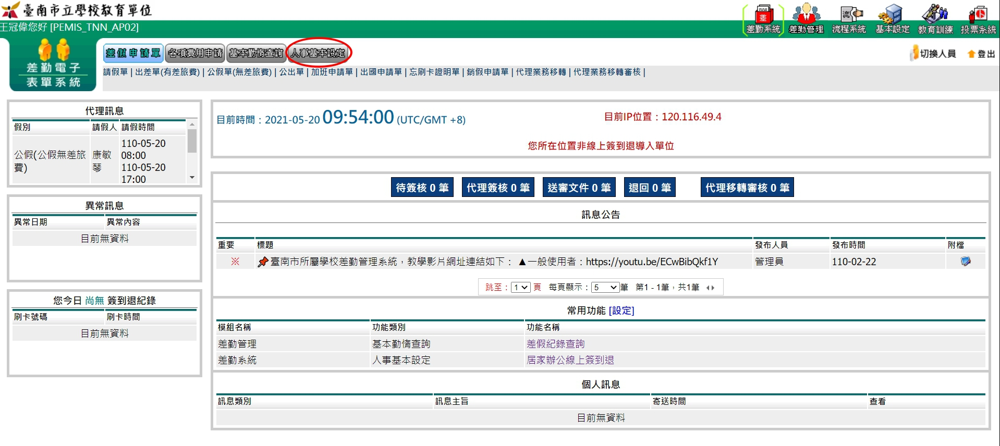 臺南市立學校教育單位
王冠偉您好 [PEMIS_TNN_AP02]
差勤系統 差勤管理 流程系統 基本設定 教育訓練 投票系統
差勤電子
表單系統
差假申請單 各項費用申請 基本勤惰查詢 人事基本設定
切換人員 登出
請假單 | 出差單(有差旅費) | 公假單(無差旅費) | 公出單 | 加班申請單 | 出國申請單 | 忘刷卡證明單 | 銷假申請單 | 代理業務移轉 | 代理業務移轉審核 |
代理訊息
假別 請假人 請假時間
公假(公假無差旅費) 康敏琴 110-05-20
08:00
110-05-20
17:00
異常訊息
異常日期 異常內容
目前無資料
您今日 尚無 簽到退紀錄
刷卡號碼 刷卡時間
目前無資料
目前時間：2021-05-20 09:54:00 (UTC/GMT +8)
目前IP位置：120.116.49.4
您所在位置非線上簽到退導入單位
待簽核 0 筆 代理簽核 0 筆 送審文件 0 筆 退回 0 筆 代理移轉審核 0 筆
訊息公告
重要 標題 發布人員 發布時間 附檔
※ 臺南市所屬學校差勤管理系統，教學影片網址連結如下： ▲一般使用者：https://youtu.be/ECwBibQkf1Y 管理員 110-02-22
跳至：1 頁 每頁顯示：5 筆 第1 - 1筆，共1筆
常用功能 [設定]
模組名稱 功能類別 功能名稱
差勤管理 基本勤惰查詢 差假紀錄查詢
差勤系統 人事基本設定 居家辦公線上簽到退
個人訊息
訊息類別 訊息主旨 寄送時間 查看
目前無資料